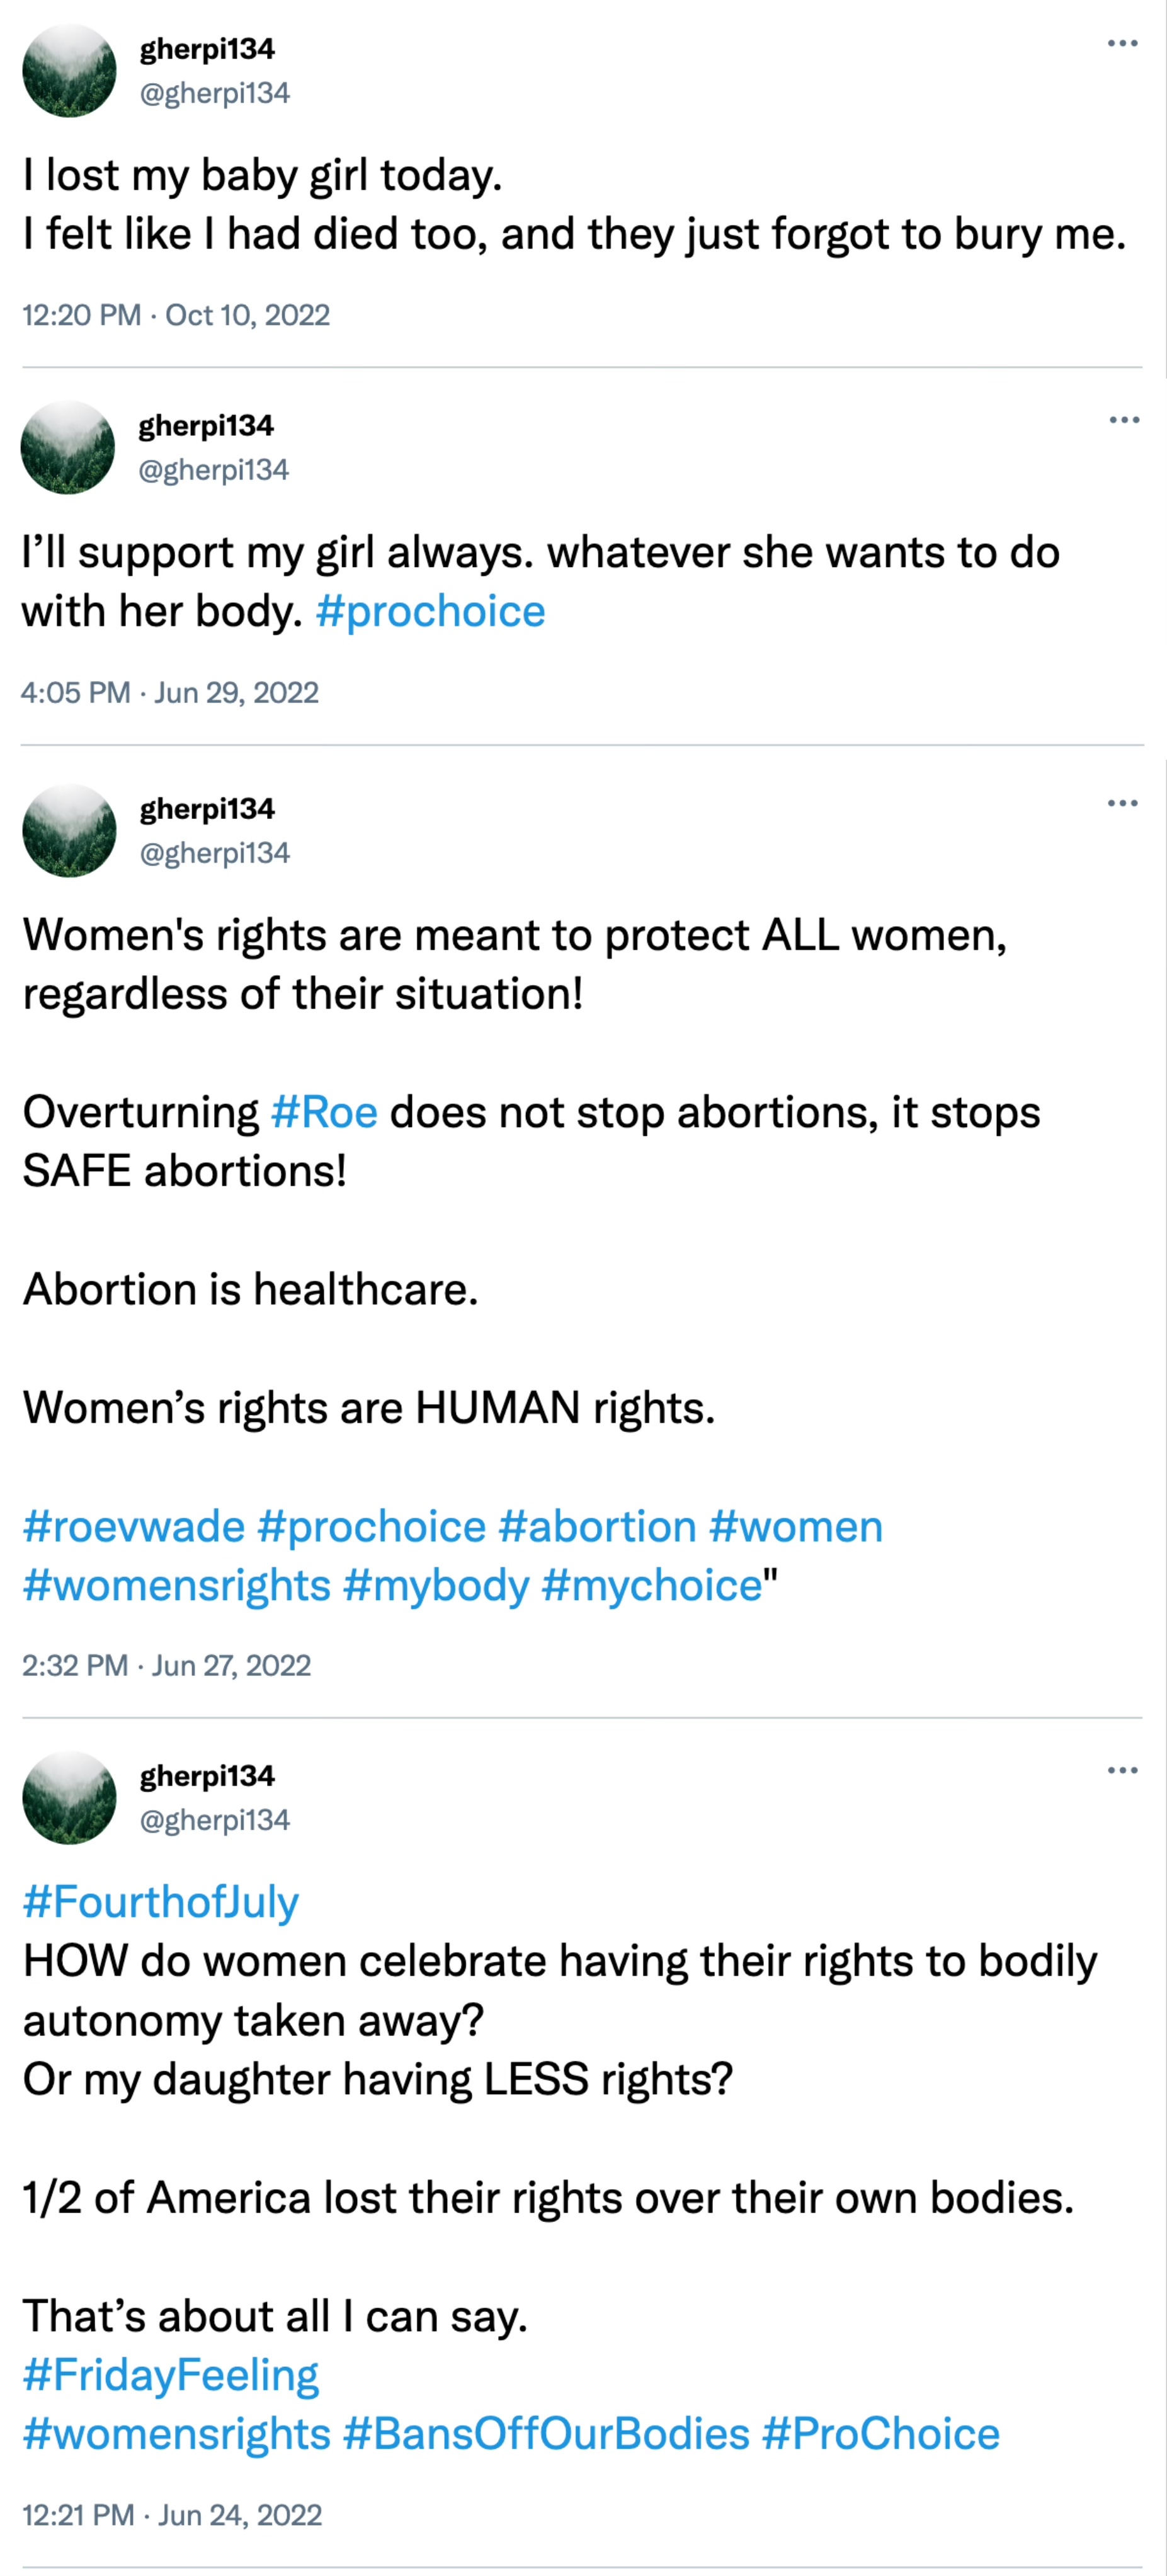 gherpi134
@gherpi134
I lost my baby girl today.
I felt like I had died too, and they just forgot to bury me.
12:20 PM · Oct 10, 2022
gherpi134
@gherpi134
I’ll support my girl always. whatever she wants to do
with her body. #prochoice
4:05 PM · Jun 29, 2022
gherpi134
@gherpi134
Women's rights are meant to protect ALL women,
regardless of their situation!
Overturning #Roe does not stop abortions, it stops
SAFE abortions!
Abortion is healthcare.
Women’s rights are HUMAN rights.
#roevwade #prochoice #abortion #women
#womensrights #mybody #mychoice"
2:32 PM · Jun 27, 2022
gherpi134
@gherpi134
#FourthofJuly
HOW do women celebrate having their rights to bodily
autonomy taken away?
Or my daughter having LESS rights?
1/2 of America lost their rights over their own bodies.
That’s about all I can say.
#FridayFeeling
#womensrights #BansOffOurBodies #ProChoice
12:21 PM · Jun 24, 2022